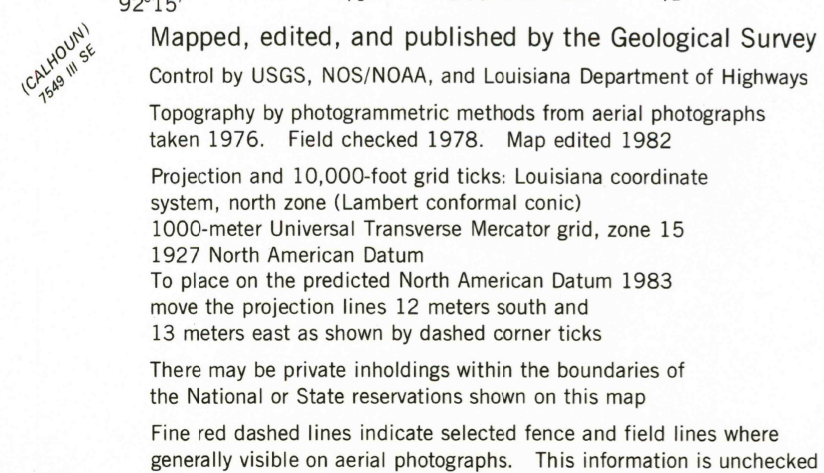 92°15'
(CALHOUN)
7549 III SE
Mapped, edited, and published by the Geological Survey
Control by USGS, NOS/NOAA, and Louisiana Department of Highways
Topography by photogrammetric methods from aerial photographs
taken 1976. Field checked 1978. Map edited 1982
Projection and 10,000-foot grid ticks: Louisiana coordinate
system, north zone (Lambert conformal conic)
1000-meter Universal Transverse Mercator grid, zone 15
1927 North American Datum
To place on the predicted North American Datum 1983
move the projection lines 12 meters south and
13 meters east as shown by dashed corner ticks
There may be private inholdings within the boundaries of
the National or State reservations shown on this map
Fine red dashed lines indicate selected fence and field lines where
generally visible on aerial photographs. This information is unchecked